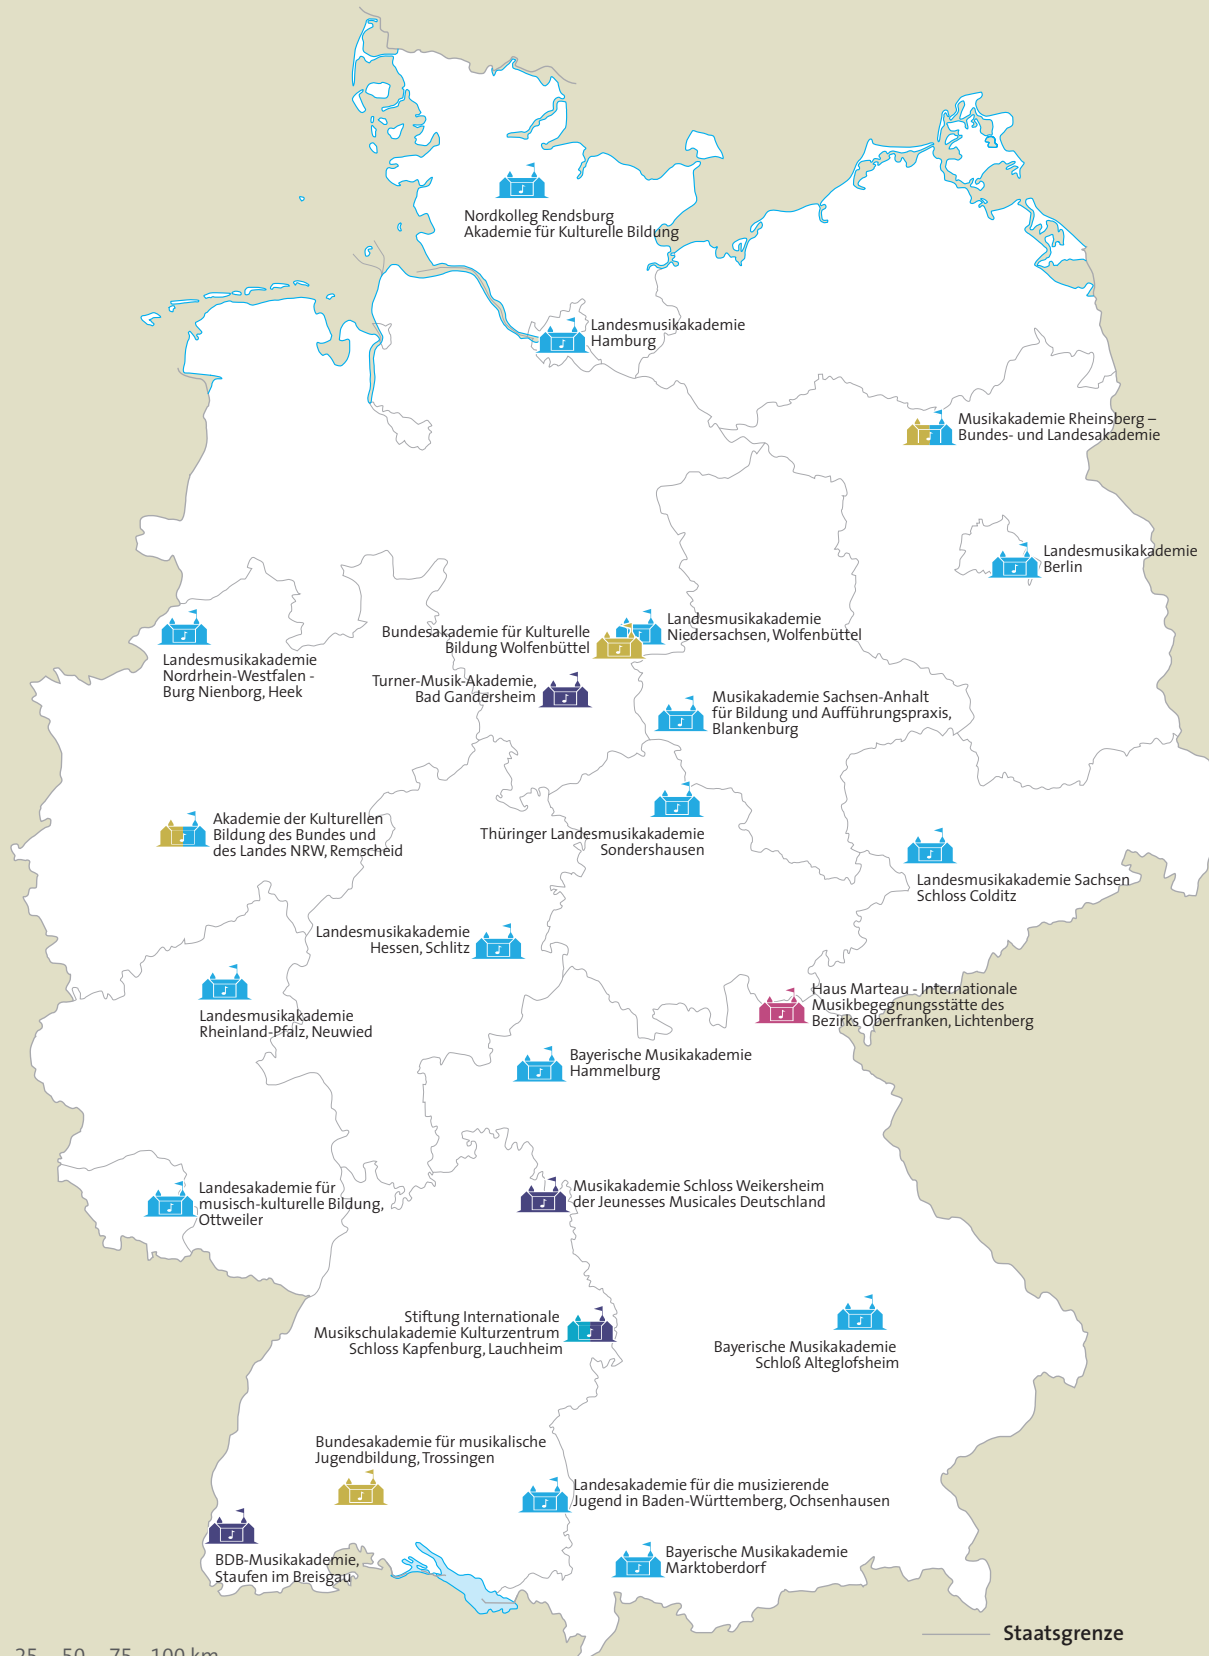 Nordkolleg Rendsburg
Akademie für Kulturelle Bildung
Landesmusikakademie
Hamburg
Musikakademie Rheinsberg –
Bundes- und Landesakademie
Landesmusikakademie
Berlin
Landesmusikakademie
Niedersachsen, Wolfenbüttel
Bundesakademie für Kulturelle
Bildung Wolfenbüttel
Landesmusikakademie
Nordrhein-Westfalen -
Burg Nienborg, Heek
Turner-Musik-Akademie,
Bad Gandersheim
Musikakademie Sachsen-Anhalt
für Bildung und Aufführungspraxis,
Blankenburg
Akademie der Kulturellen
Bildung des Bundes und
des Landes NRW, Remscheid
Thüringer Landesmusikakademie
Sondershausen
Landesmusikakademie Sachsen
Schloss Colditz
Landesmusikakademie
Hessen, Schlitz
Landesmusikakademie
Rheinland-Pfalz, Neuwied
Haus Marteau - Internationale
Musikbegegnungsstätte des
Bezirks Oberfranken, Lichtenberg
Bayerische Musikakademie
Hammelburg
Landesakademie für
musisch-kulturelle Bildung,
Ottweiler
Musikakademie Schloss Weikersheim
der Jeunesses Musicales Deutschland
Stiftung Internationale
Musikschulakademie Kulturzentrum
Schloss Kapfenburg, Lauchheim
Bayerische Musikakademie
Schloß Alteglofsheim
Bundesakademie für musikalische
Jugendbildung, Trossingen
Landesakademie für die musizierende
Jugend in Baden-Württemberg, Ochsenhausen
BDB-Musikakademie,
Staufen im Breisgau
Bayerische Musikakademie
Marktoberdorf
Staatsgrenze
25 50 75 100 km